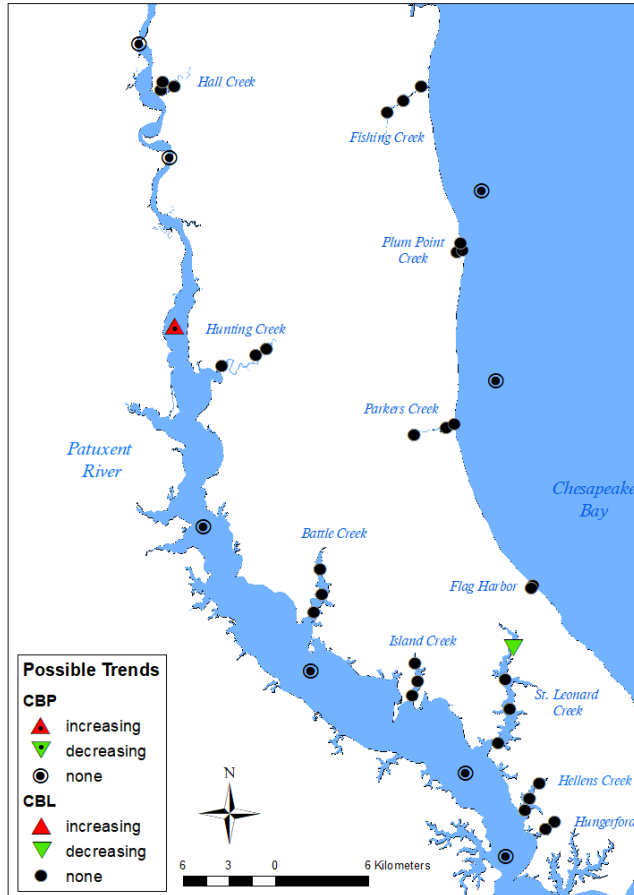 Hall Creek
Fishing Creek
Plum Point
Creek
Hunting Creek
Parkers Creek
Patuxent
River
Chesapeake
Bay
Battle Creek
Flag Harbor
Island Creek
St. Leonard
Creek
Hellens Creek
Hungerford
Possible Trends
CBP
increasing
decreasing
none
CBL
increasing
decreasing
none
N
6 3 0 6 Kilometers